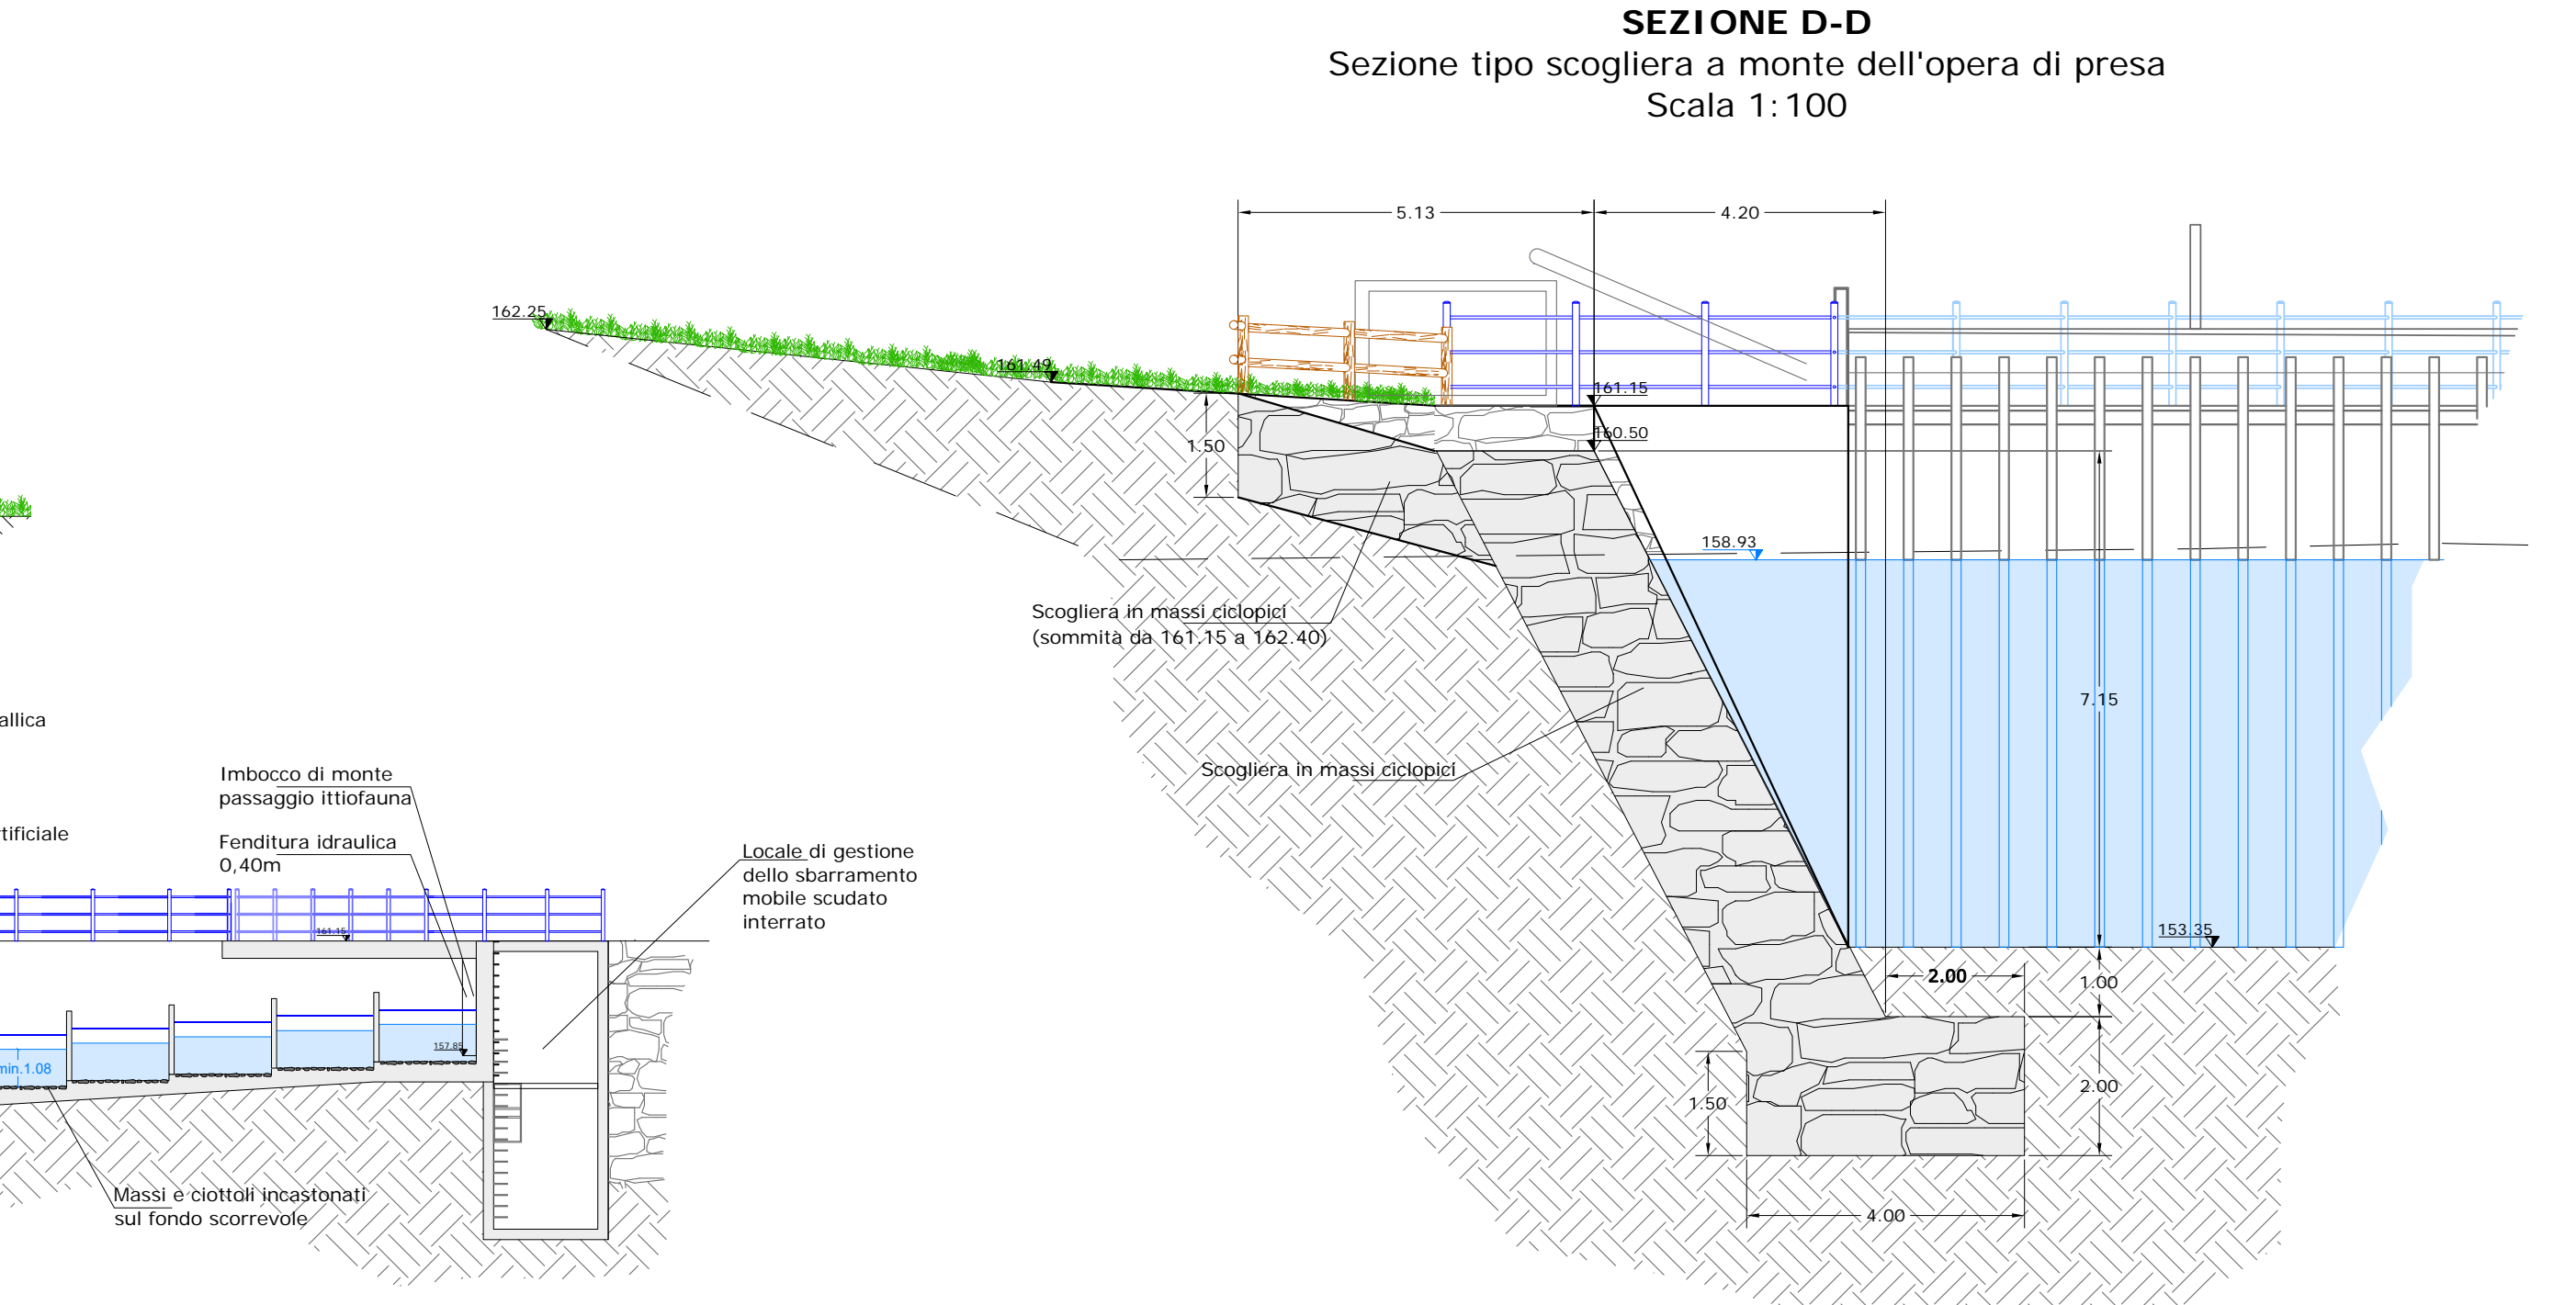 SEZIONE D-D
Sezione tipo scogliera a monte dell'opera di presa
Scala 1:100
5.13
4.20
162.25
161.49
161.15
160.50
1.50
158.93
Scogliera in massi ciclopici
(sommità da 161.15 a 162.40)
7.15
Scogliera in massi ciclopici
153.35
2.00
1.00
2.00
1.50
4.00
allica
Imbocco di monte
passaggio ittiofauna
tificiale
Fenditura idraulica
0,40m
Locale di gestione
dello sbarramento
mobile scudato
interrato
161.15
157.85
min.1.08
Massi e ciottoli incastonati
sul fondo scorrevole